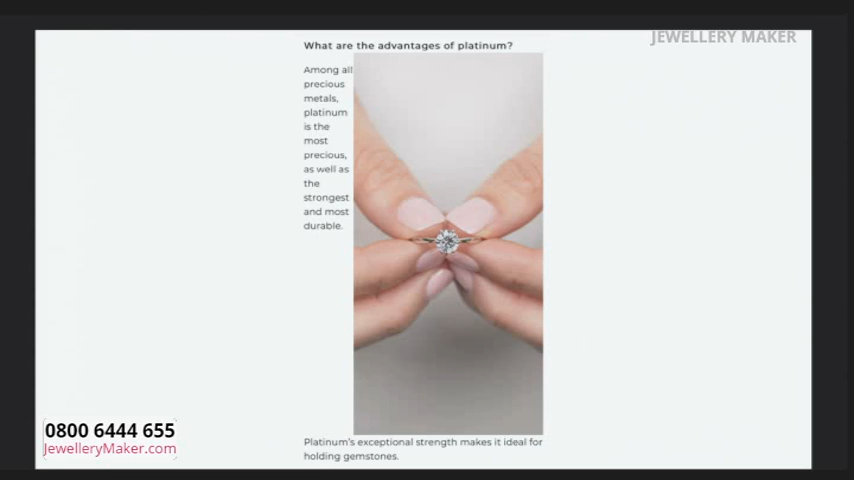 JEWELLERY MAKER
What are the advantages of platinum?
Among all
precious
metals,
platinum
is the
most
precious,
as well as
the
strongest
and most
durable.
Platinum's exceptional strength makes it ideal for
holding gemstones.
0800 6444 655
JewelleryMaker.com